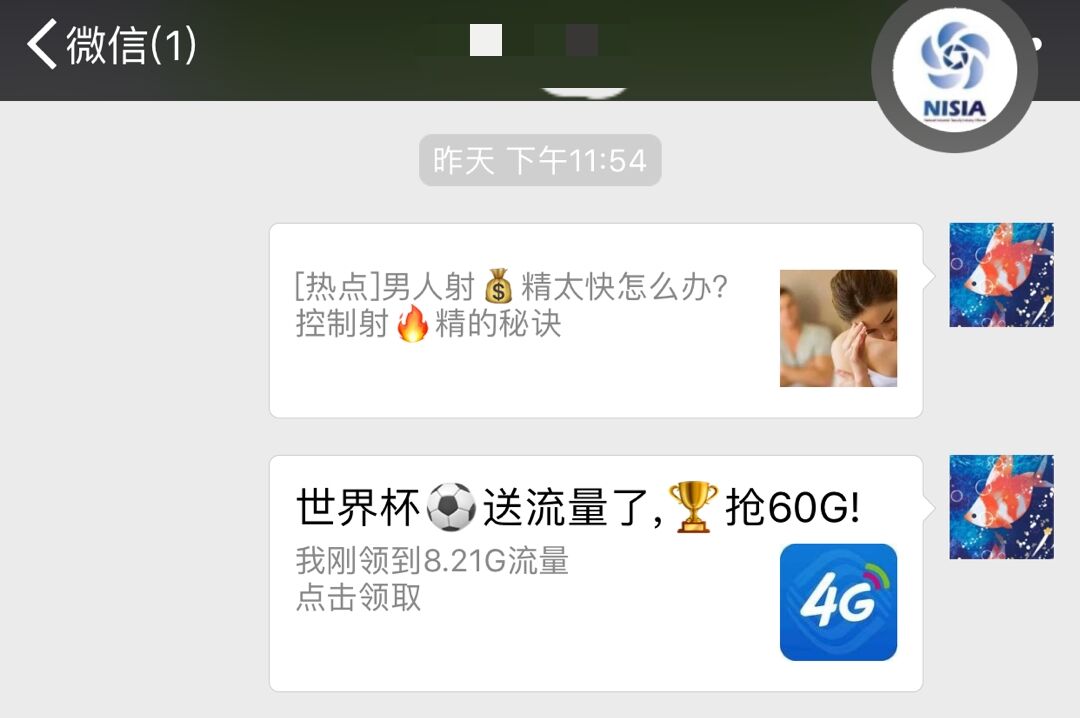 微信(1)
NISIA
昨天 下午11:54
[热点]男人射💰精太快怎么办?
控制射🔥精的秘诀
世界杯⚽送流量了,🏆抢60G!
我刚领到8.21G流量
点击领取
4G